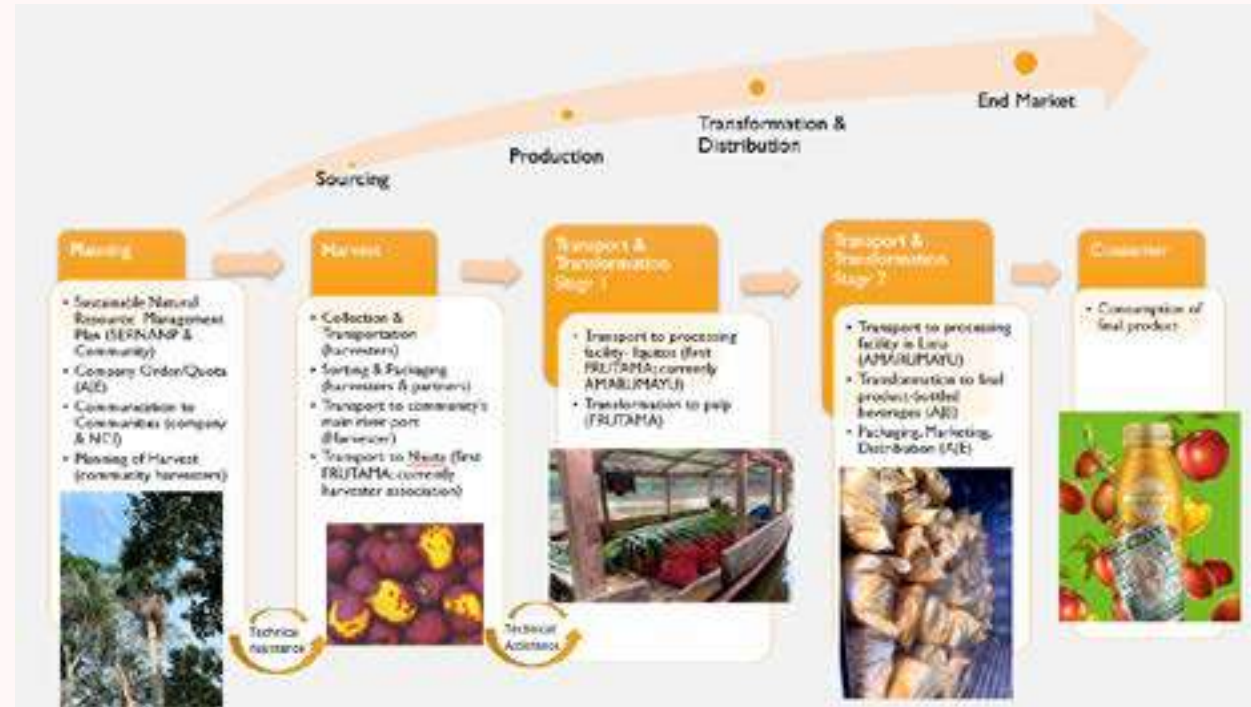 Sourcing
Production
Transformation &
Distribution
End Market
Planning
• Sustainable Natural
Resource Management
Plan (SERNANP &
Community)
• Company Order/Quota
(AJE)
• Communication to
Communities (company
& NCI)
• Planning of Harvest
(community harvesters)
Technical
Assistance
Harvest
• Collection &
Transportation
(harvesters)
• Sorting & Packaging
(harvesters & partners)
• Transport to community's
main river port
(Harvester)
• Transport to Nauta (first
FRUTAMA; currently
harvester association)
Technical
Assistance
Transport &
Transformation
Stage 1
• Transport to processing
facility- Iquitos (first
FRUTAMA; currently
AMARUMAYU)
• Transformation to pulp
(FRUTAMA)
Transport &
Transformation
Stage 2
• Transport to processing
facility in Lima
(AMARUMAYU)
• Transformation to final
product-bottled
beverages (AJE)
• Packaging, Marketing,
Distribution (AJE)
Consumer
• Consumption of
final product